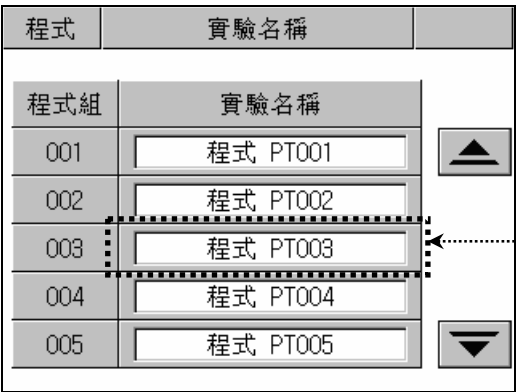 程式 實驗名稱
程式組 實驗名稱
001 程式 PT001
002 程式 PT002
003 程式 PT003
004 程式 PT004
005 程式 PT005